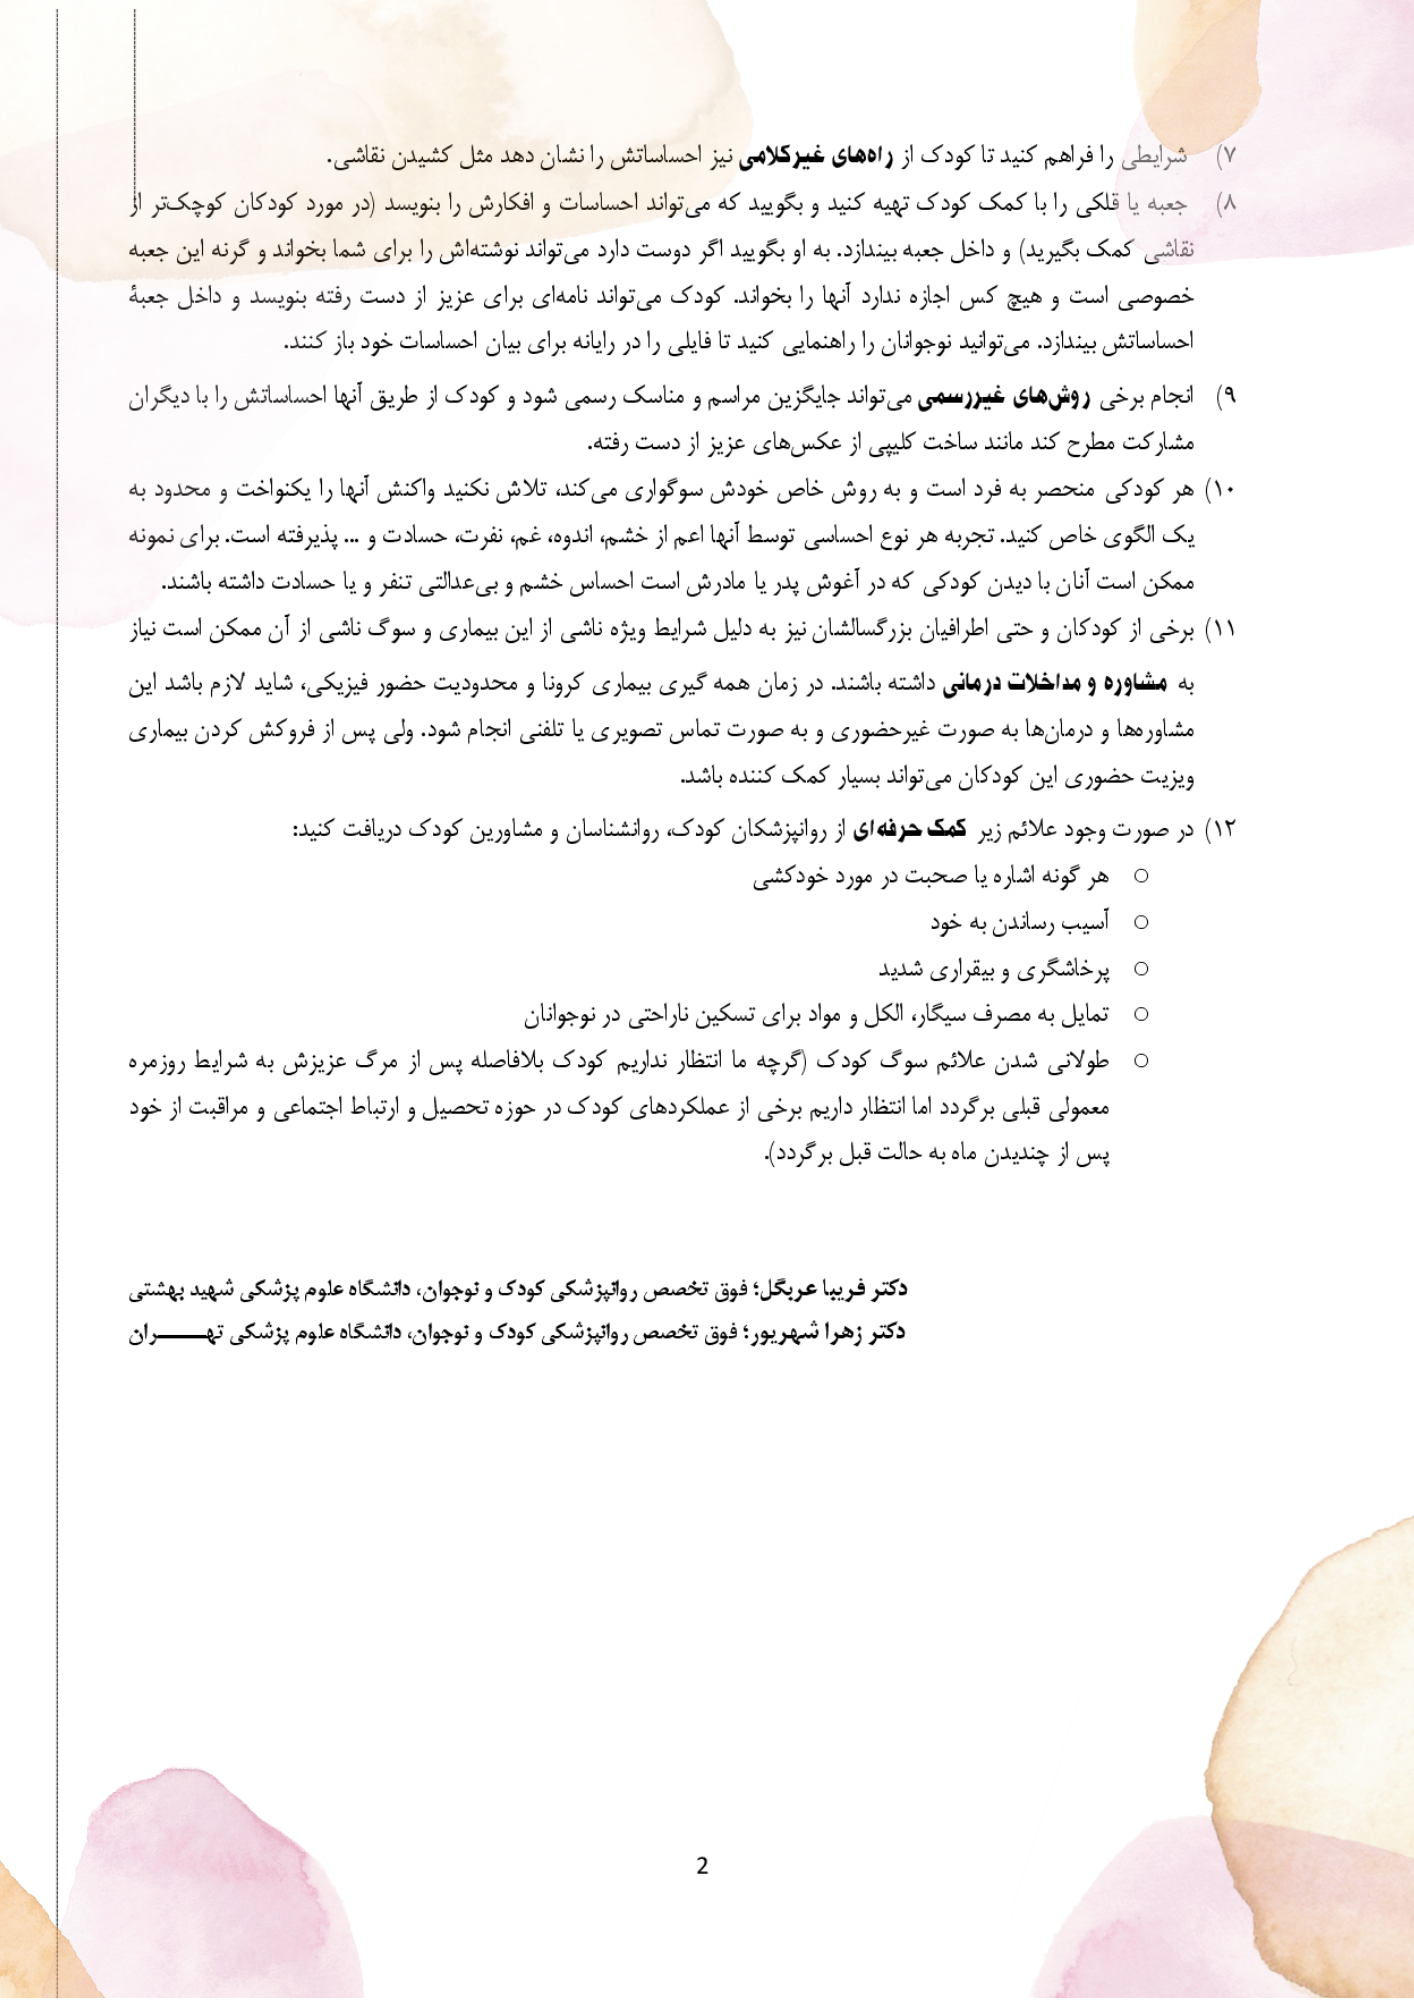 ۷) شرایطی را فراهم کنید تا کودک از راه‌های غیرکلامی نیز احساساتش را نشان دهد مثل کشیدن نقاشی.
۸) جعبه یا قلکی را با کمک کودک تهیه کنید و بگویید که می‌تواند احساسات و افکارش را بنویسد (در مورد کودکان کوچک‌تر از
نقاشی کمک بگیرید) و داخل جعبه بیندازد. به او بگویید اگر دوست دارد می‌تواند نوشته‌اش را برای شما بخواند و گرنه این جعبه
خصوصی است و هیچ کس اجازه ندارد آنها را بخواند. کودک می‌تواند نامه‌ای برای عزیز از دست رفته بنویسد و داخل جعبهٔ
احساساتش بیندازد. می‌توانید نوجوانان را راهنمایی کنید تا فایلی را در رایانه برای بیان احساسات خود باز کنند.
۹) انجام برخی روش‌های غیررسمی می‌تواند جایگزین مراسم و مناسک رسمی شود و کودک از طریق آنها احساساتش را با دیگران
مشارکت مطرح کند مانند ساخت کلیپی از عکس‌های عزیز از دست رفته.
۱۰) هر کودکی منحصر به فرد است و به روش خاص خودش سوگواری می‌کند، تلاش نکنید واکنش آنها را یکنواخت و محدود به
یک الگوی خاص کنید. تجربه هر نوع احساسی توسط آنها اعم از خشم، اندوه، غم، نفرت، حسادت و ... پذیرفته است. برای نمونه
ممکن است آنان با دیدن کودکی که در آغوش پدر یا مادرش است احساس خشم و بی‌عدالتی تنفر و یا حسادت داشته باشند.
۱۱) برخی از کودکان و حتی اطرافیان بزرگسالشان نیز به دلیل شرایط ویژه ناشی از این بیماری و سوگ ناشی از آن ممکن است نیاز
به مشاوره و مداخلات درمانی داشته باشند. در زمان همه گیری بیماری کرونا و محدودیت حضور فیزیکی، شاید لازم باشد این
مشاوره‌ها و درمان‌ها به صورت غیرحضوری و به صورت تماس تصویری یا تلفنی انجام شود. ولی پس از فروکش کردن بیماری
ویزیت حضوری این کودکان می‌تواند بسیار کمک کننده باشد.
۱۲) در صورت وجود علائم زیر کمک حرفه‌ای از روانپزشکان کودک، روانشناسان و مشاورین کودک دریافت کنید:
○ هر گونه اشاره یا صحبت در مورد خودکشی
○ آسیب رساندن به خود
○ پرخاشگری و بیقراری شدید
○ تمایل به مصرف سیگار، الکل و مواد برای تسکین ناراحتی در نوجوانان
○ طولانی شدن علائم سوگ کودک (گرچه ما انتظار نداریم کودک بلافاصله پس از مرگ عزیزش به شرایط روزمره
معمولی قبلی برگردد اما انتظار داریم برخی از عملکردهای کودک در حوزه تحصیل و ارتباط اجتماعی و مراقبت از خود
پس از چندیدن ماه به حالت قبل برگردد).
دکتر فریبا عربگل؛ فوق تخصص روانپزشکی کودک و نوجوان، دانشگاه علوم پزشکی شهید بهشتی
دکتر زهرا شهریور؛ فوق تخصص روانپزشکی کودک و نوجوان، دانشگاه علوم پزشکی تهـــــران
2